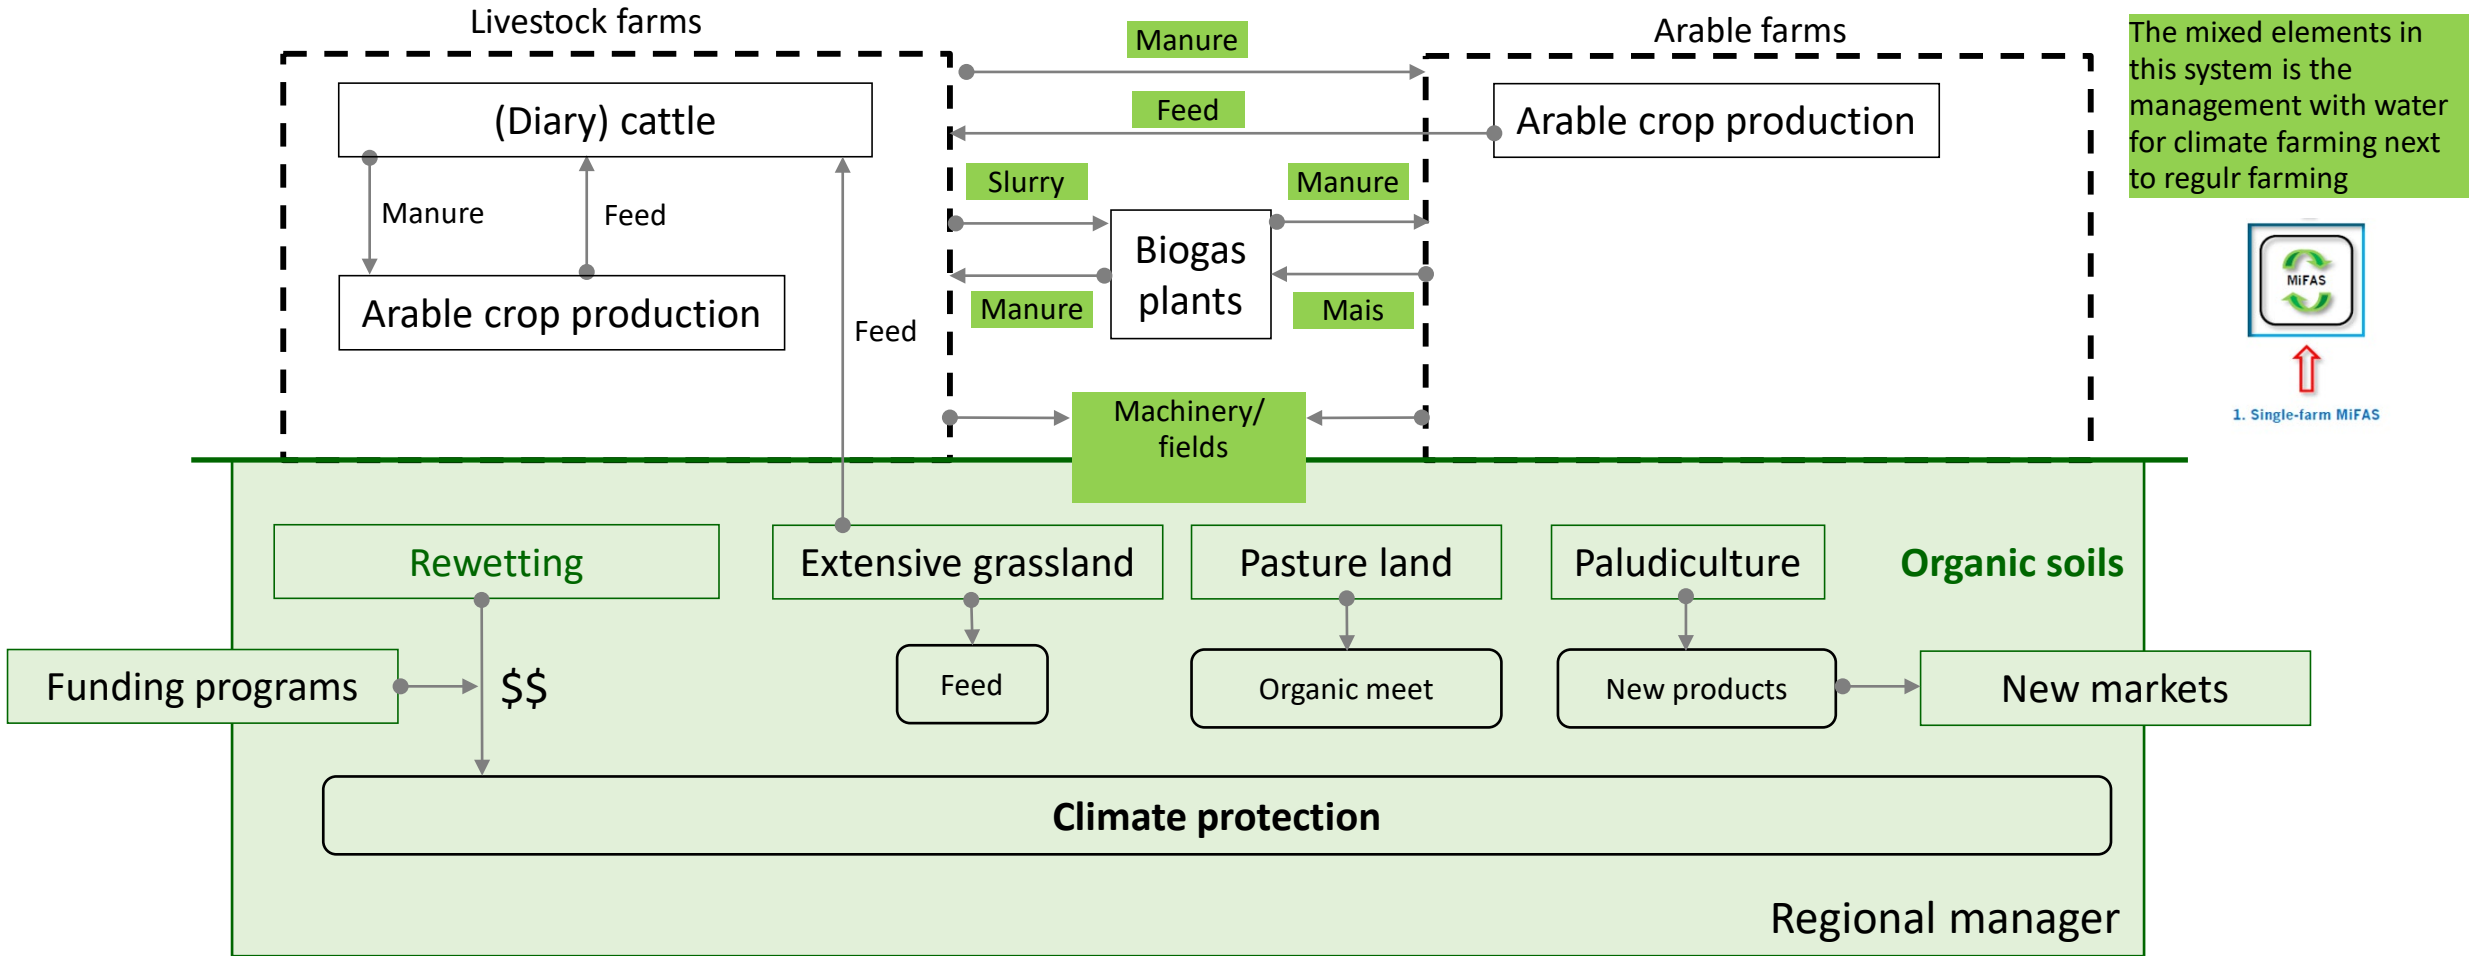 Livestock farms
Manure
Arable farms
The mixed elements in
this system is the
management with water
for climate farming next
to regulr farming
(Diary) cattle
Feed
Arable crop production
Slurry
Manure
Manure
Feed
Biogas
plants
MiFAS
Arable crop production
Manure
Mais
Feed
Machinery/
fields
1. Single-farm MiFAS
Rewetting
Extensive grassland
Pasture land
Paludiculture
Organic soils
Funding programs
$$
Feed
Organic meet
New products
New markets
Climate protection
Regional manager